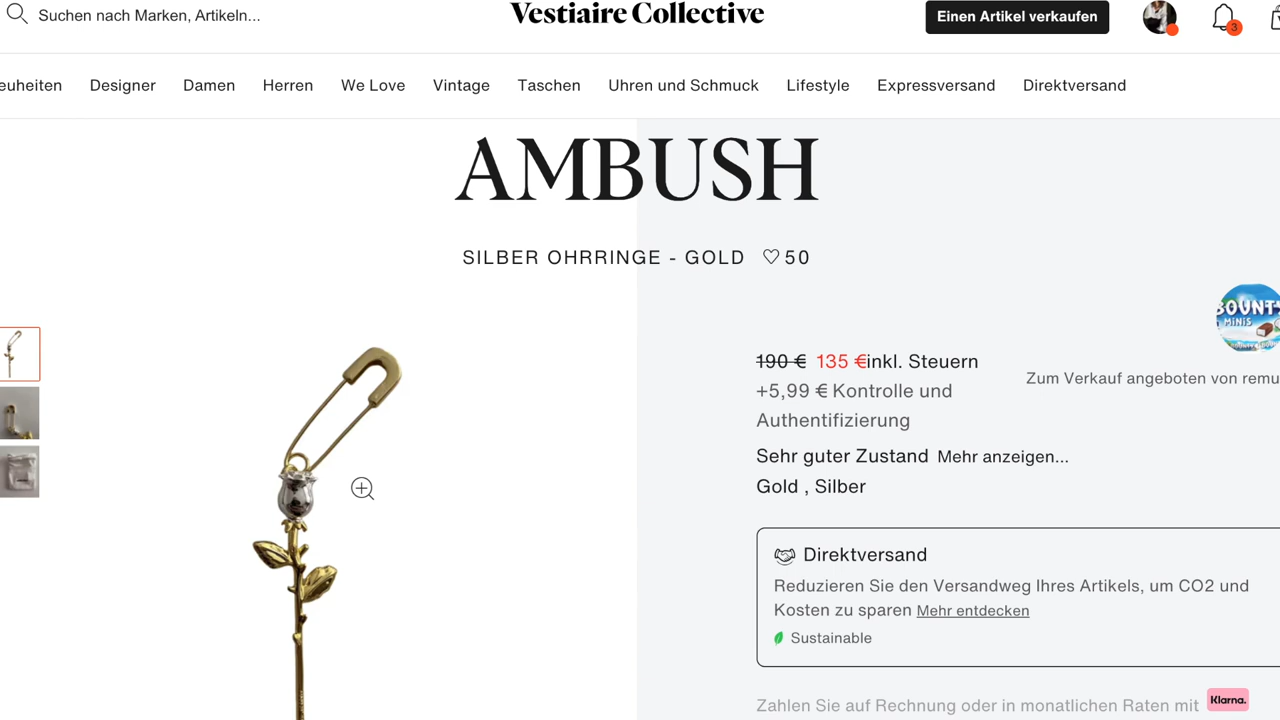 Suchen nach Marken, Artikeln...
Vestiaire Collective
Einen Artikel verkaufen
3
euheiten Designer Damen Herren We Love Vintage Taschen Uhren und Schmuck Lifestyle Expressversand Direktversand
AMBUSH
SILBER OHRRINGE - GOLD ♡ 50
BOUNTY
MINIS
190 € 135 €inkl. Steuern
Zum Verkauf angeboten von remu
+5,99 € Kontrolle und
Authentifizierung
Sehr guter Zustand Mehr anzeigen...
Gold , Silber
Direktversand
Reduzieren Sie den Versandweg Ihres Artikels, um CO2 und
Kosten zu sparen Mehr entdecken
Sustainable
Zahlen Sie auf Rechnung oder in monatlichen Raten mit Klarna.